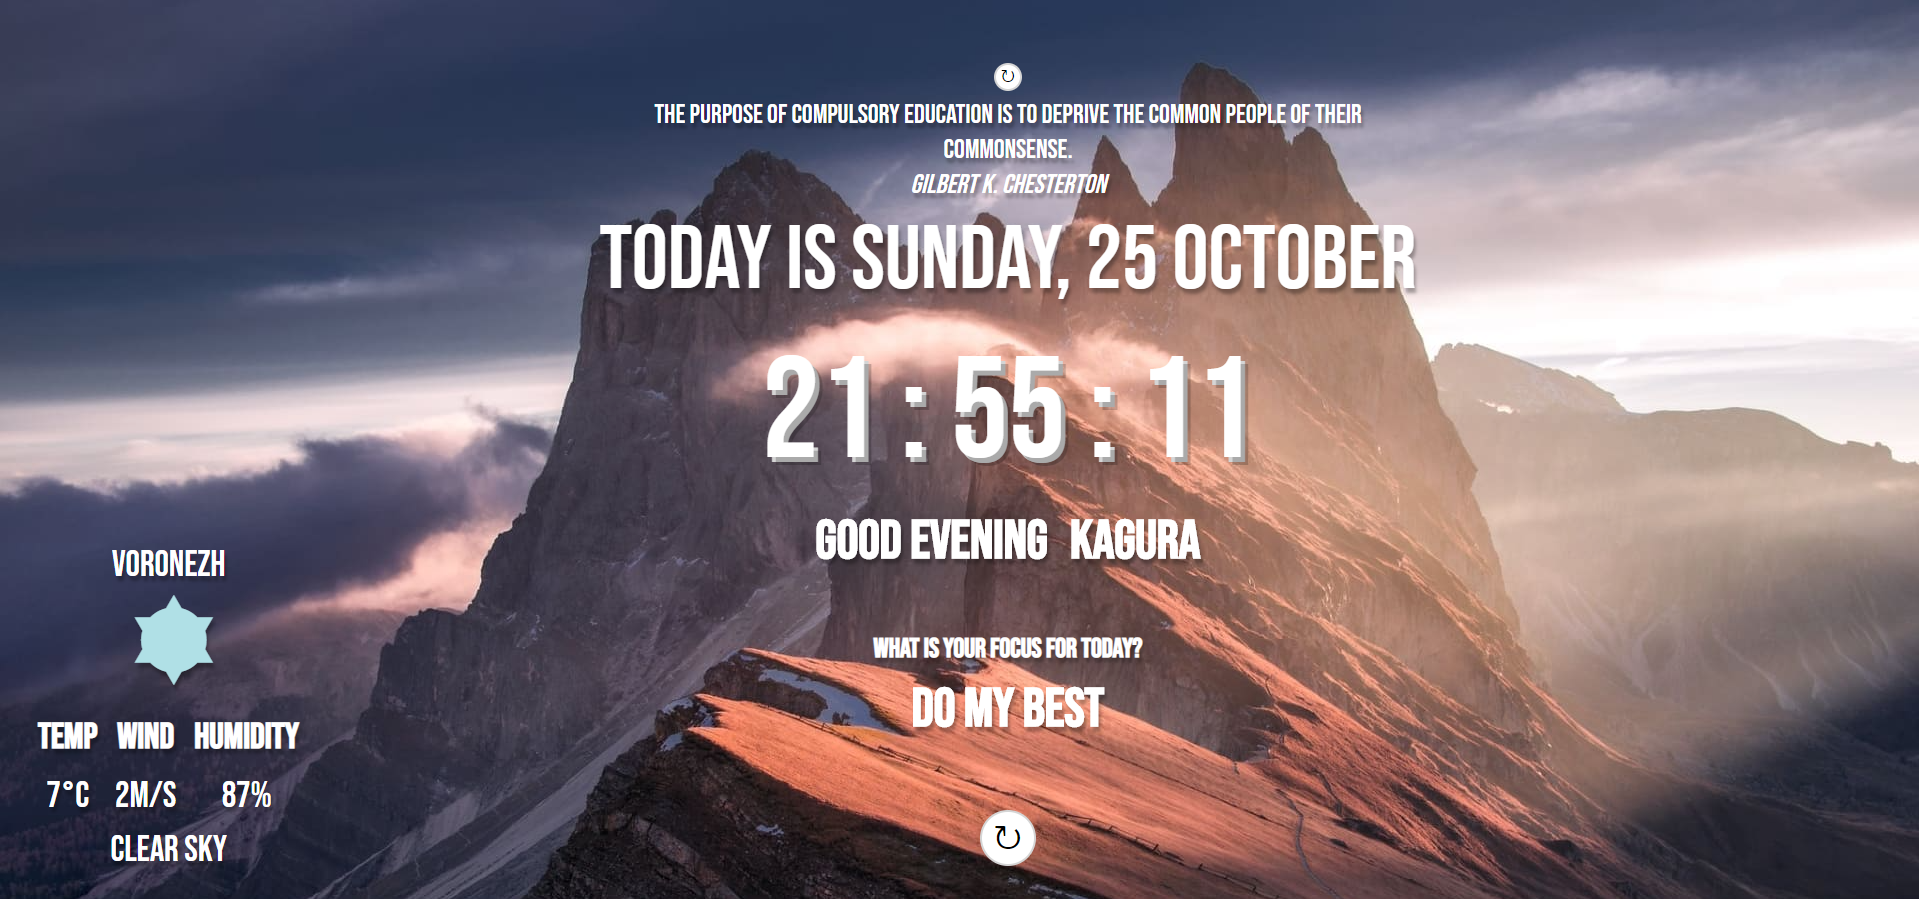 ↻
THE PURPOSE OF COMPULSORY EDUCATION IS TO DEPRIVE THE COMMON PEOPLE OF THEIR
COMMONSENSE.
GILBERT K. CHESTERTON
TODAY IS SUNDAY, 25 OCTOBER
21 : 55 : 11
GOOD EVENING KAGURA
WHAT IS YOUR FOCUS FOR TODAY?
DO MY BEST
↻
VORONEZH
TEMP WIND HUMIDITY
7°C 2M/S 87%
CLEAR SKY